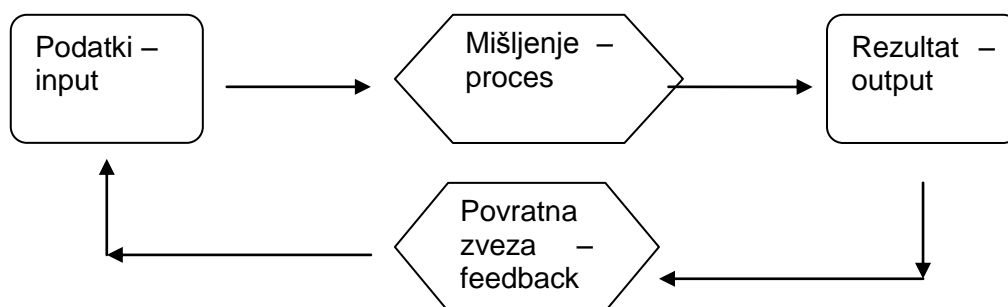 Podatki –
input
Mišljenje –
proces
Rezultat –
output
Povratna
zveza –
feedback